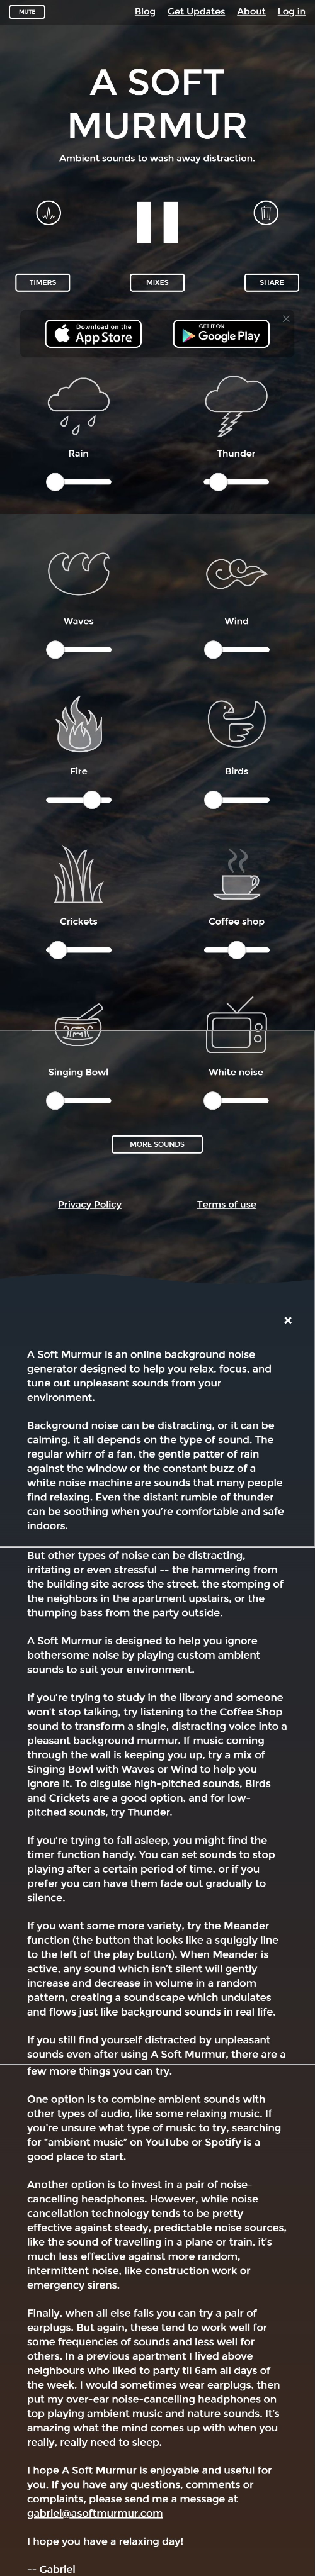 MUTE
Blog Get Updates About Log in
A SOFT
MURMUR
Ambient sounds to wash away distraction.
TIMERS MIXES SHARE
Download on the App Store
GET IT ON Google Play
Rain Thunder
Waves Wind
Fire Birds
Crickets Coffee shop
Singing Bowl White noise
MORE SOUNDS
Privacy Policy Terms of use
A Soft Murmur is an online background noise
generator designed to help you relax, focus, and
tune out unpleasant sounds from your
environment.
Background noise can be distracting, or it can be
calming, it all depends on the type of sound. The
regular whirr of a fan, the gentle patter of rain
against the window or the constant buzz of a
white noise machine are sounds that many people
find relaxing. Even the distant rumble of thunder
can be soothing when you're comfortable and safe
indoors.
But other types of noise can be distracting,
irritating or even stressful -- the hammering from
the building site across the street, the stomping of
the neighbors in the apartment upstairs, or the
thumping bass from the party outside.
A Soft Murmur is designed to help you ignore
bothersome noise by playing custom ambient
sounds to suit your environment.
If you're trying to study in the library and someone
won't stop talking, try listening to the Coffee Shop
sound to transform a single, distracting voice into a
pleasant background murmur. If music coming
through the wall is keeping you up, try a mix of
Singing Bowl with Waves or Wind to help you
ignore it. To disguise high-pitched sounds, Birds
and Crickets are a good option, and for low-
pitched sounds, try Thunder.
If you're trying to fall asleep, you might find the
timer function handy. You can set sounds to stop
playing after a certain period of time, or if you
prefer you can have them fade out gradually to
silence.
If you want some more variety, try the Meander
function (the button that looks like a squiggly line
to the left of the play button). When Meander is
active, any sound which isn't silent will gently
increase and decrease in volume in a random
pattern, creating a soundscape which undulates
and flows just like background sounds in real life.
If you still find yourself distracted by unpleasant
sounds even after using A Soft Murmur, there are a
few more things you can try.
One option is to combine ambient sounds with
other types of audio, like some relaxing music. If
you're unsure what type of music to try, searching
for "ambient music" on YouTube or Spotify is a
good place to start.
Another option is to invest in a pair of noise-
cancelling headphones. However, while noise
cancellation technology tends to be pretty
effective against steady, predictable noise sources,
like the sound of travelling in a plane or train, it's
much less effective against more random,
intermittent noise, like construction work or
emergency sirens.
Finally, when all else fails you can try a pair of
earplugs. But again, these tend to work well for
some frequencies of sounds and less well for
others. In a previous apartment I lived above
neighbours who liked to party til 6am all days of
the week. I would sometimes wear earplugs, then
put my over-ear noise-cancelling headphones on
top playing ambient music and nature sounds. It's
amazing what the mind comes up with when you
really, really need to sleep.
I hope A Soft Murmur is enjoyable and useful for
you. If you have any questions, comments or
complaints, please send me a message at
gabriel@asoftmurmur.com
I hope you have a relaxing day!
-- Gabriel